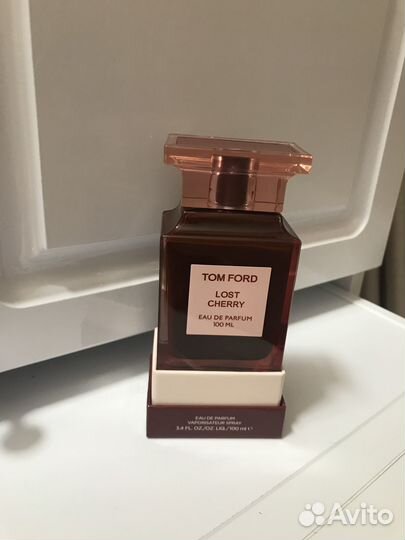 TOM FORD
LOST
CHERRY
EAU DE PARFUM
100 ML
EAU DE PARFUM
VAPORISATEUR SPRAY
3.4 FL. OZ./OZ. LIQ./100 ml ℮
Avito